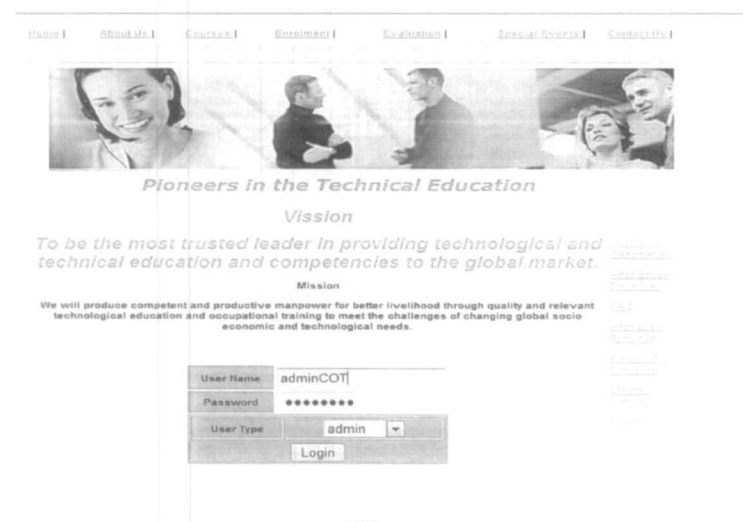 Home | About Us | Courses | Enrolment | Evaluation | Special Events | Contact Us |
Pioneers in the Technical Education
Vission
To be the most trusted leader in providing technological and
technical education and competencies to the global market.
Mission
We will produce competent and productive manpower for better livelihood through quality and relevant
technological education and occupational training to meet the challenges of changing global socio
economic and technological needs.
User Name adminCOT
Password ●●●●●●●●
User Type admin
Login